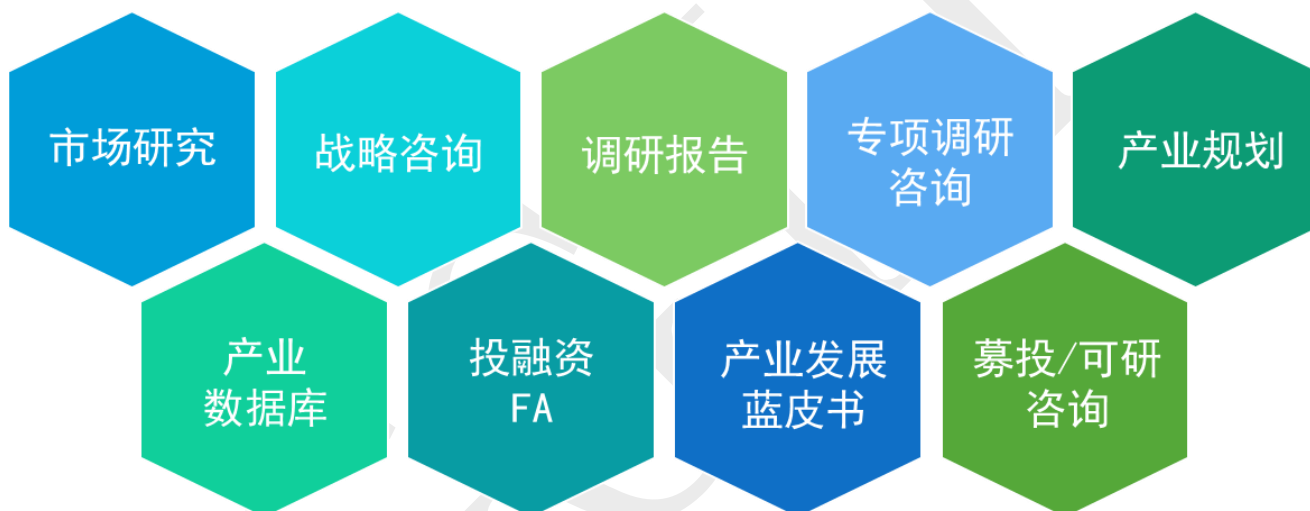 市场研究
战略咨询
调研报告
专项调研
咨询
产业规划
产业
数据库
投融资
FA
产业发展
蓝皮书
募投/可研
咨询